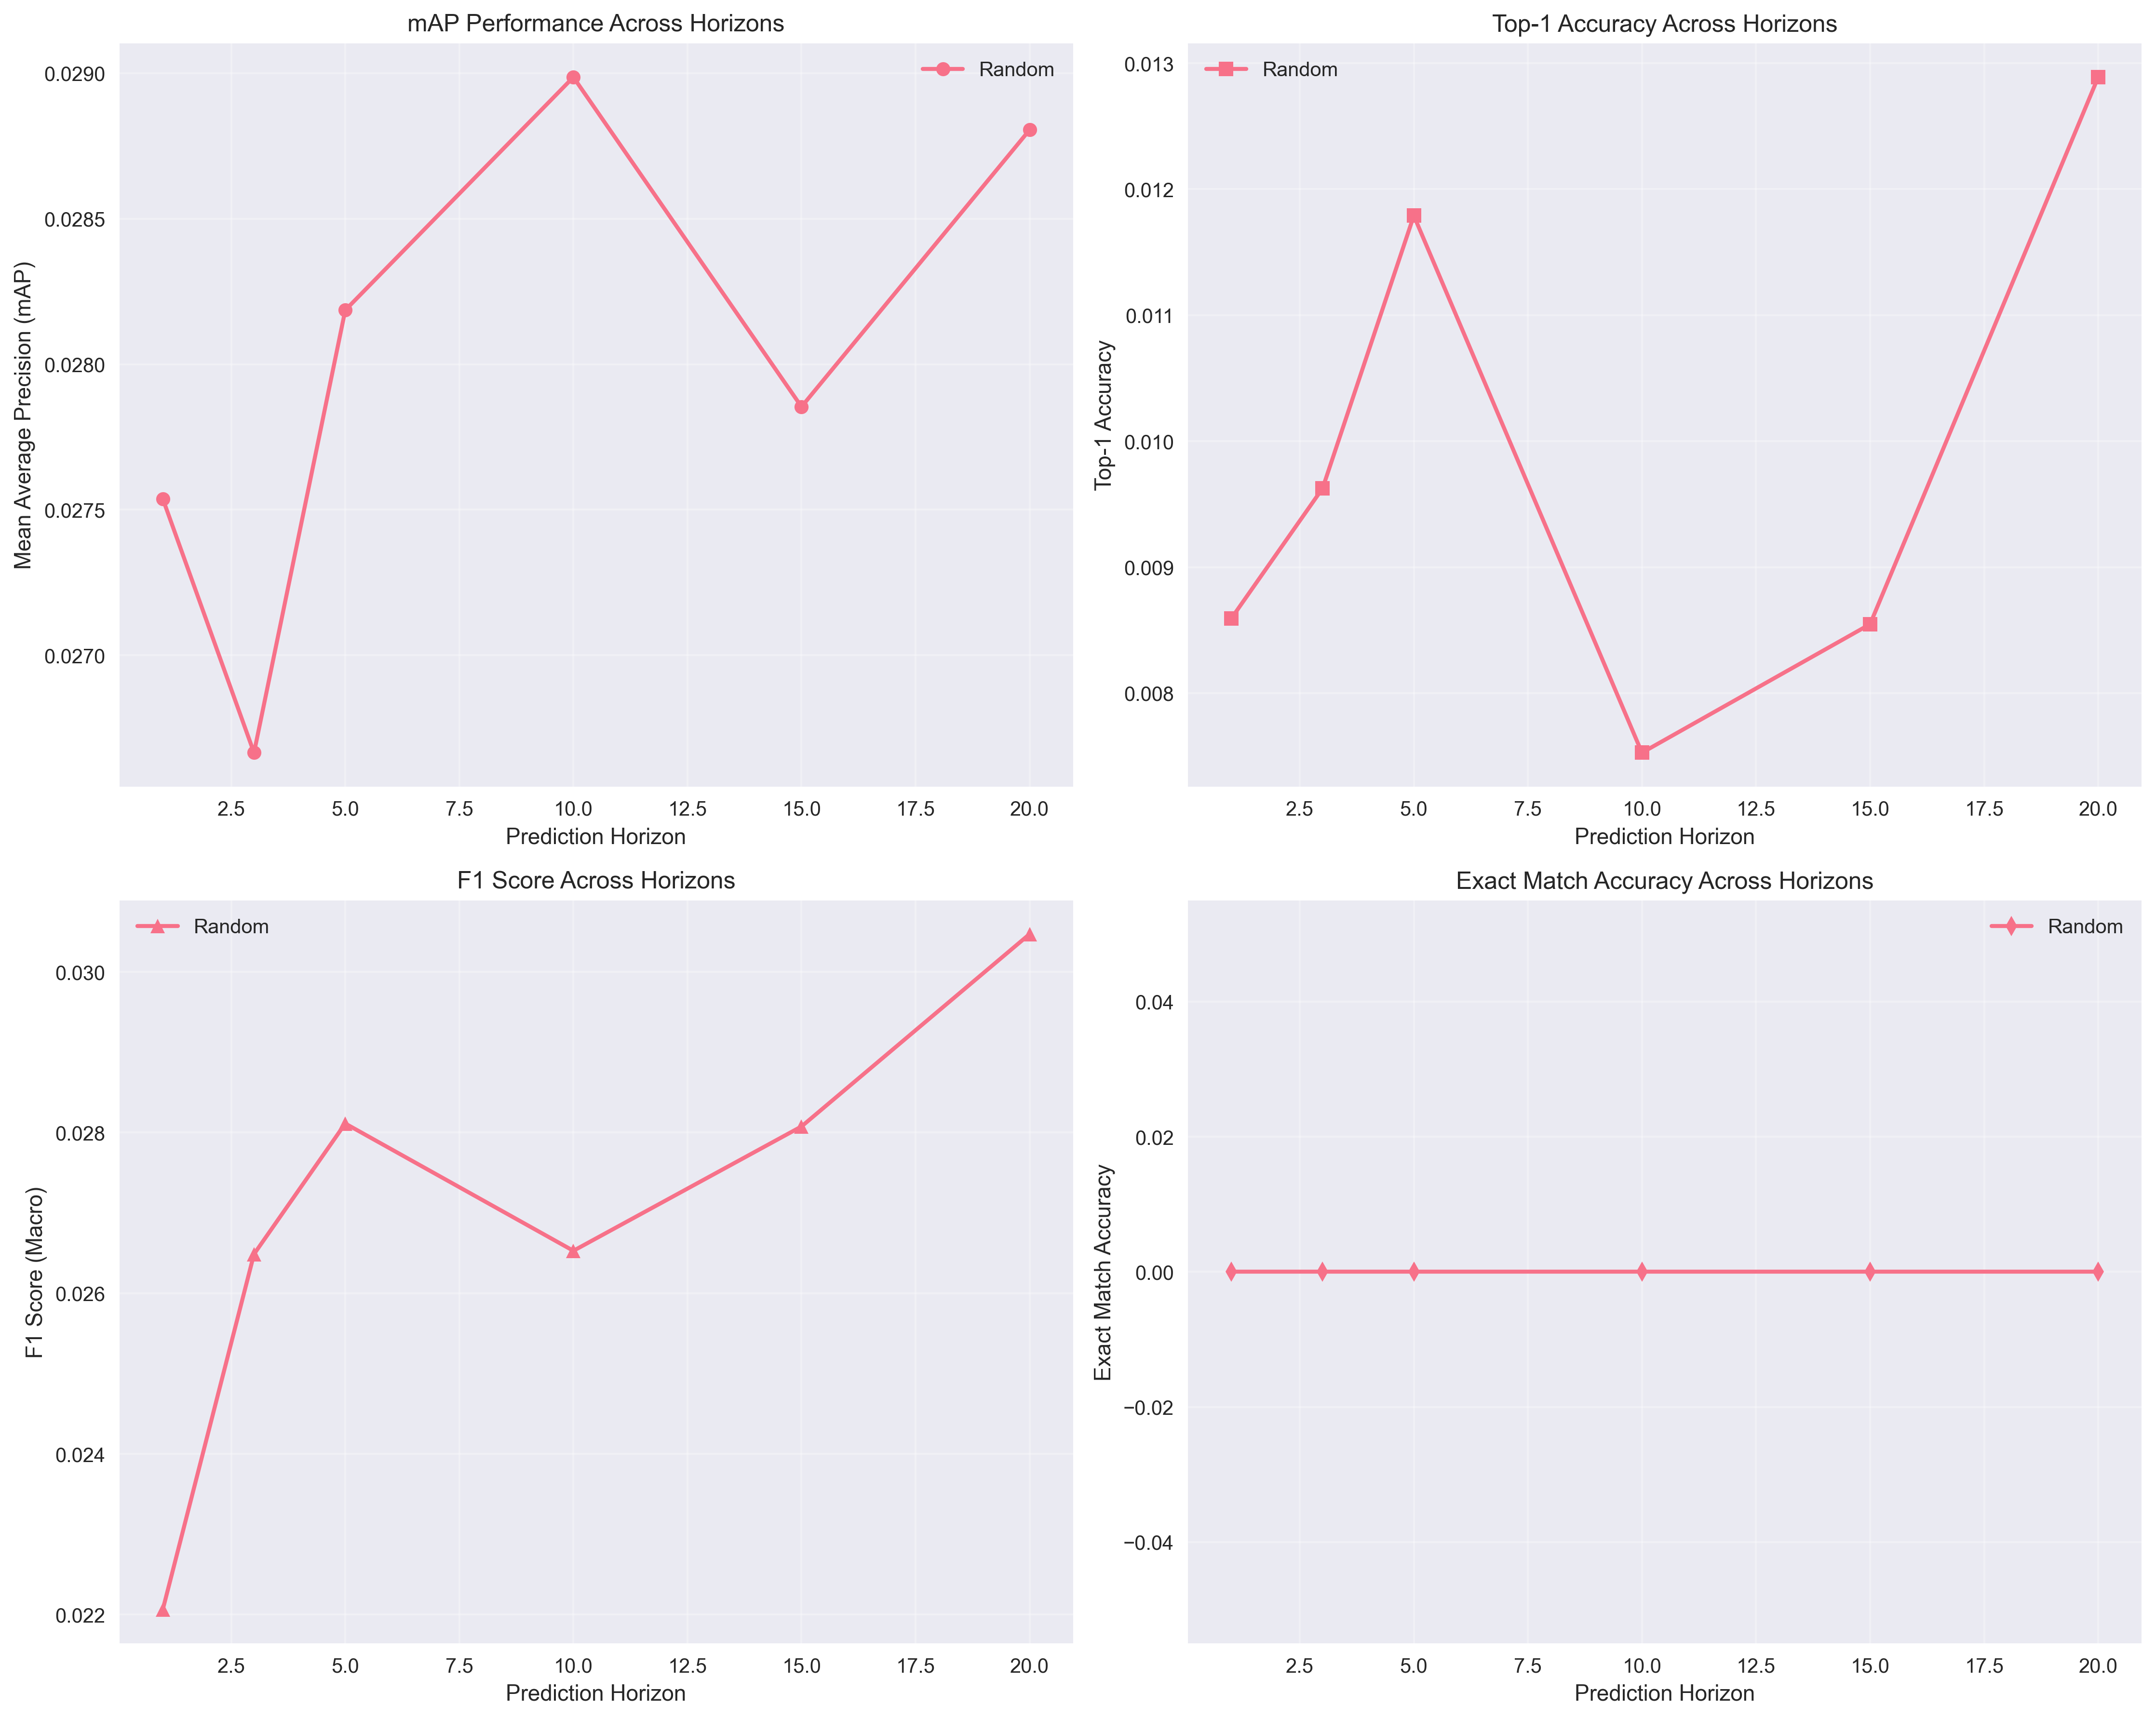 mAP Performance Across Horizons
Random
0.0290
0.0285
0.0280
0.0275
0.0270
Mean Average Precision (mAP)
2.5 5.0 7.5 10.0 12.5 15.0 17.5 20.0
Prediction Horizon
Top-1 Accuracy Across Horizons
Random
0.013
0.012
0.011
0.010
0.009
0.008
Top-1 Accuracy
2.5 5.0 7.5 10.0 12.5 15.0 17.5 20.0
Prediction Horizon
F1 Score Across Horizons
Random
0.030
0.028
0.026
0.024
0.022
F1 Score (Macro)
2.5 5.0 7.5 10.0 12.5 15.0 17.5 20.0
Prediction Horizon
Exact Match Accuracy Across Horizons
Random
0.04
0.02
0.00
−0.02
−0.04
Exact Match Accuracy
2.5 5.0 7.5 10.0 12.5 15.0 17.5 20.0
Prediction Horizon